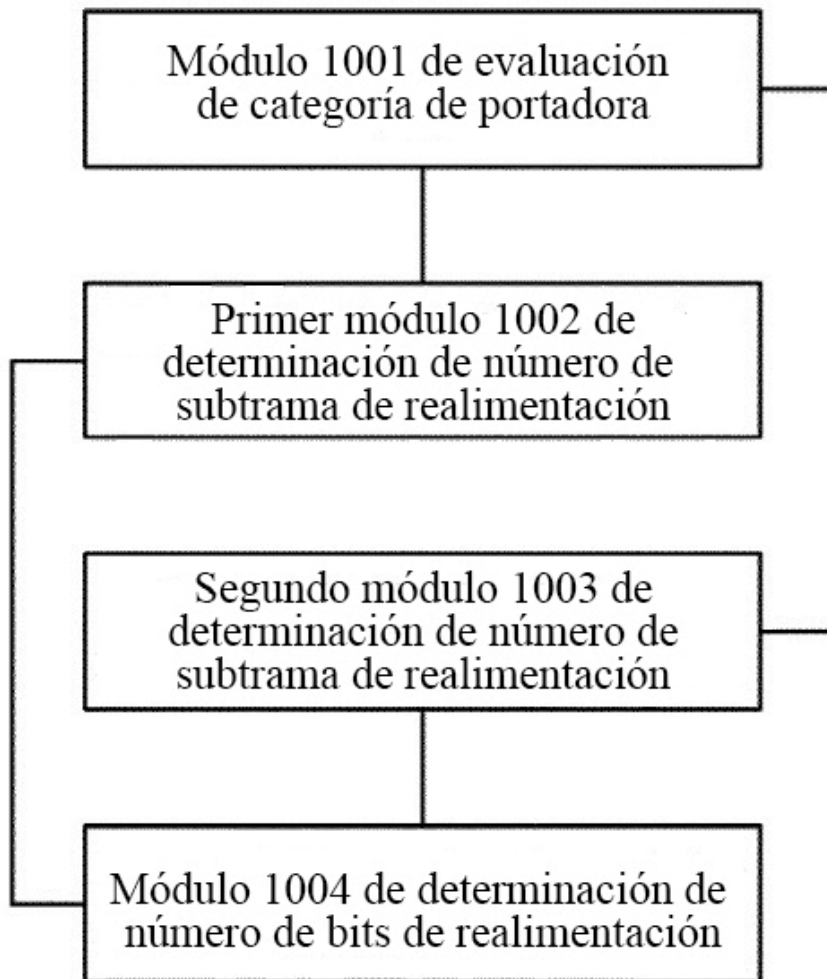 Módulo 1001 de evaluación
de categoría de portadora
Primer módulo 1002 de
determinación de número de
subtrama de realimentación
Segundo módulo 1003 de
determinación de número de
subtrama de realimentación
Módulo 1004 de determinación de
número de bits de realimentación